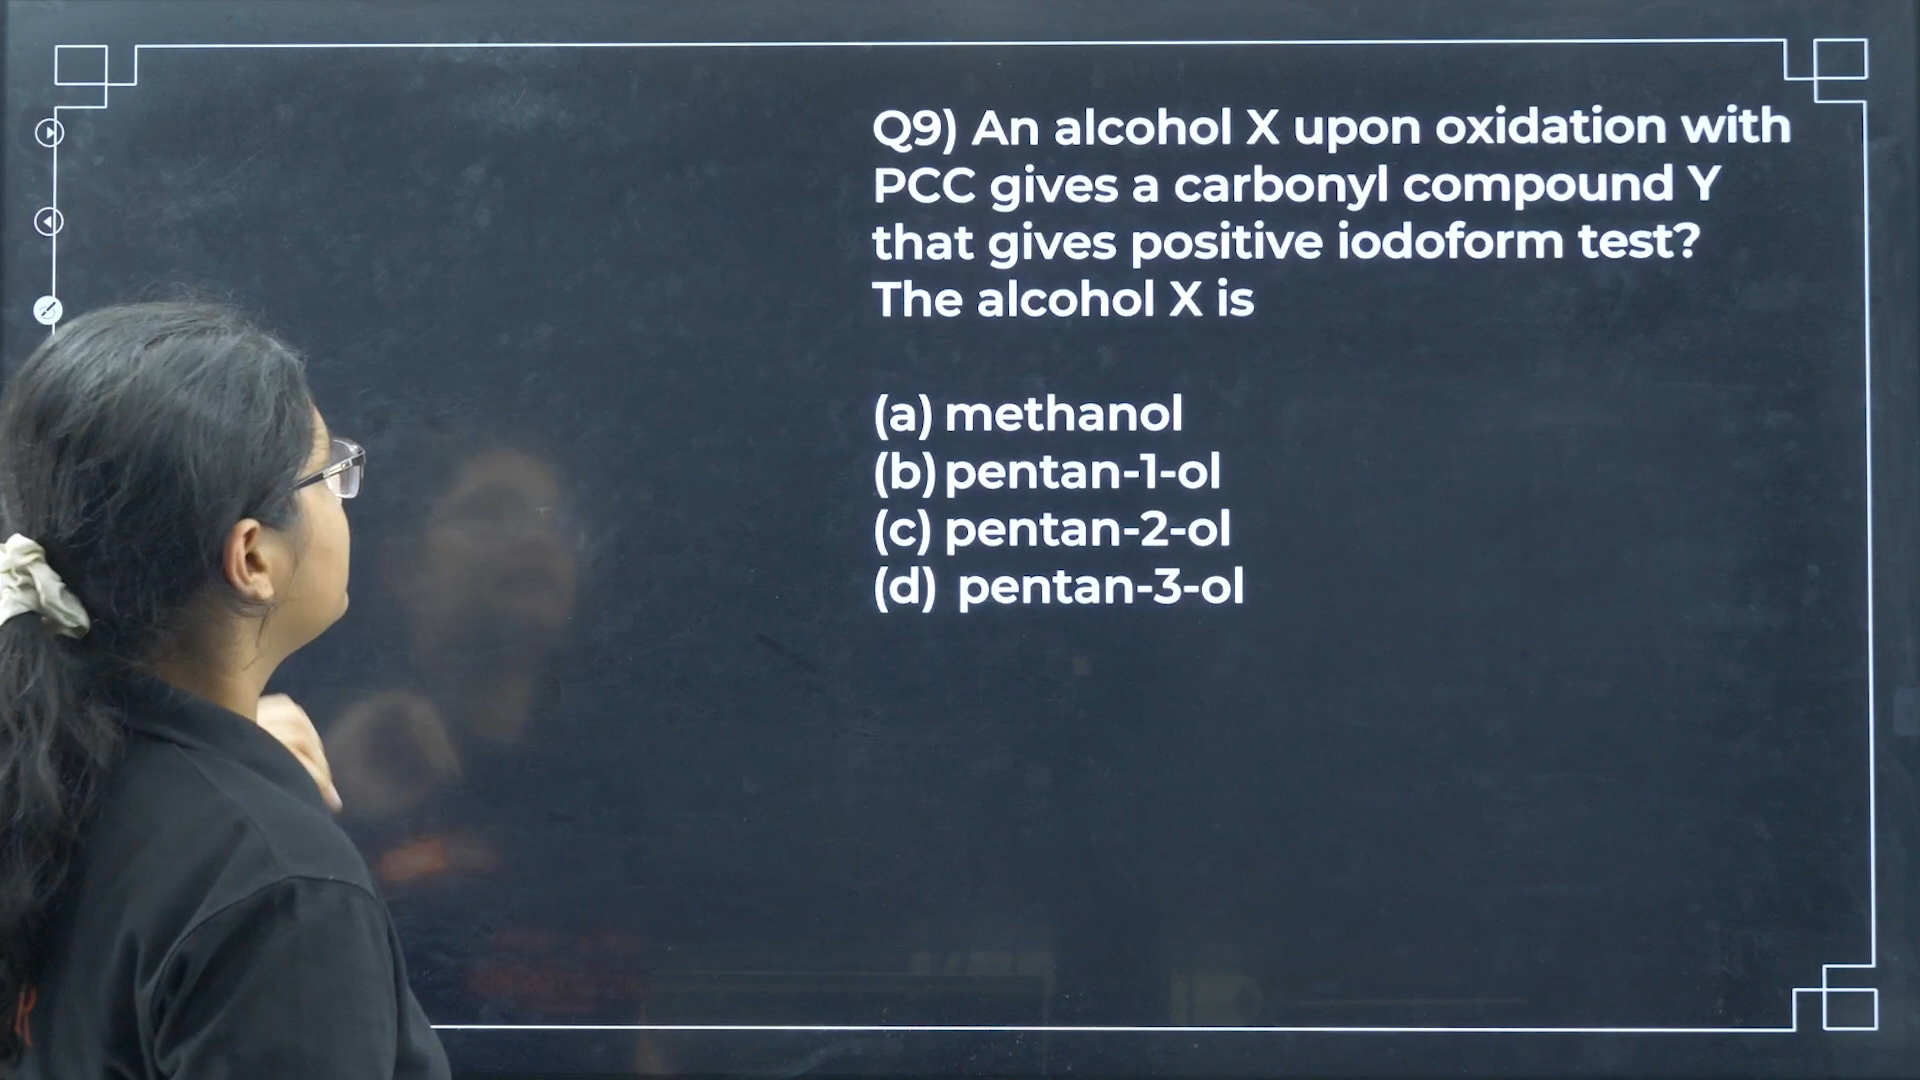 Q9) An alcohol X upon oxidation with
PCC gives a carbonyl compound Y
that gives positive iodoform test?
The alcohol X is
(a) methanol
(b) pentan-1-ol
(c) pentan-2-ol
(d) pentan-3-ol